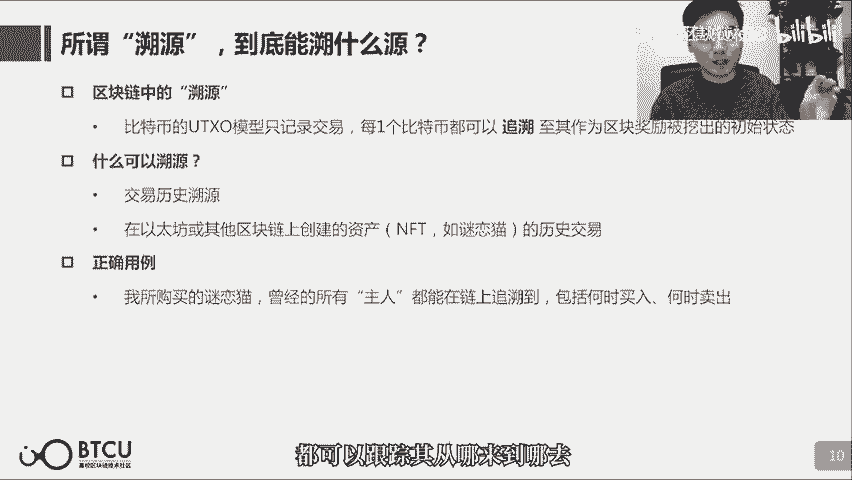 所谓“溯源”，到底能溯什么源？
bilibili
区块链中的“溯源”
比特币的UTXO模型只记录交易，每1个比特币都可以 追溯 至其作为区块奖励被挖出的初始状态
什么可以溯源？
交易历史溯源
在以太坊或其他区块链上创建的资产（NFT，如谜恋猫）的历史交易
正确用例
我所购买的谜恋猫，曾经的所有“主人”都能在链上追溯到，包括何时买入、何时卖出
都可以跟踪其从哪来到哪去
BTCU
高校区块链技术社区
10